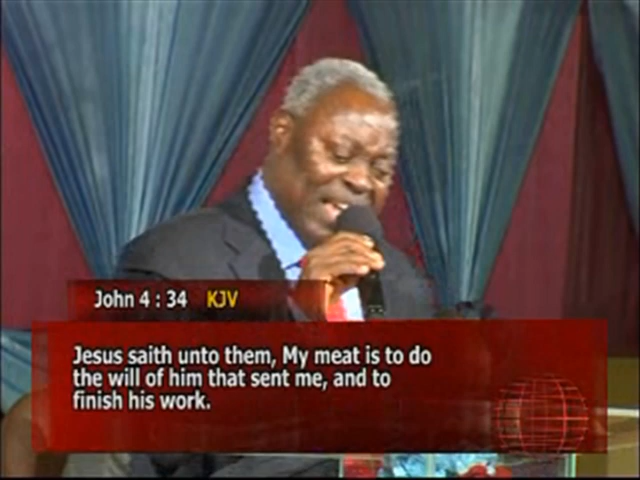 John 4 : 34 KJV
Jesus saith unto them, My meat is to do
the will of him that sent me, and to
finish his work.